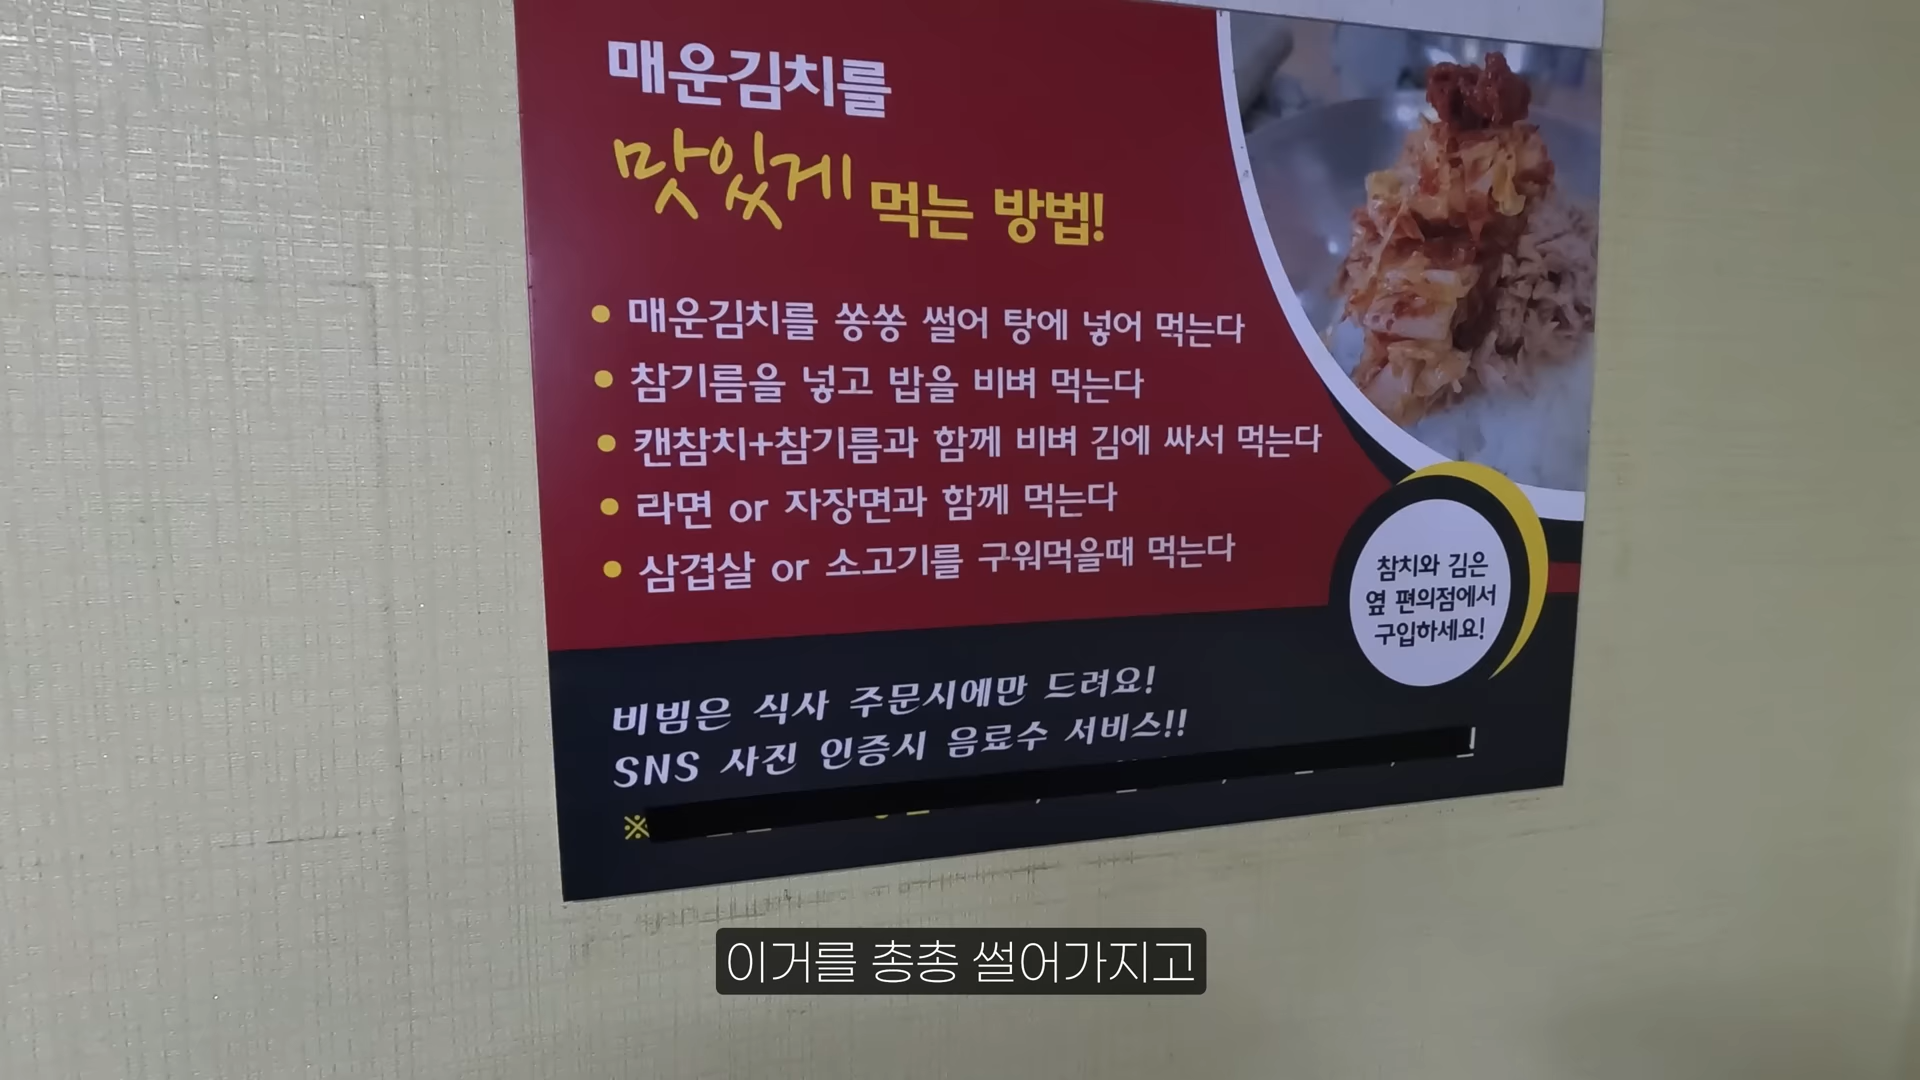 매운김치를
맛있게 먹는 방법!
• 매운김치를 쏭쏭 썰어 탕에 넣어 먹는다
• 참기름을 넣고 밥을 비벼 먹는다
• 캔참치+참기름과 함께 비벼 김에 싸서 먹는다
• 라면 or 자장면과 함께 먹는다
• 삼겹살 or 소고기를 구워먹을때 먹는다
참치와 김은
옆 편의점에서
구입하세요!
비빔은 식사 주문시에만 드려요!
SNS 사진 인증시 음료수 서비스!!
※
이거를 총총 썰어가지고